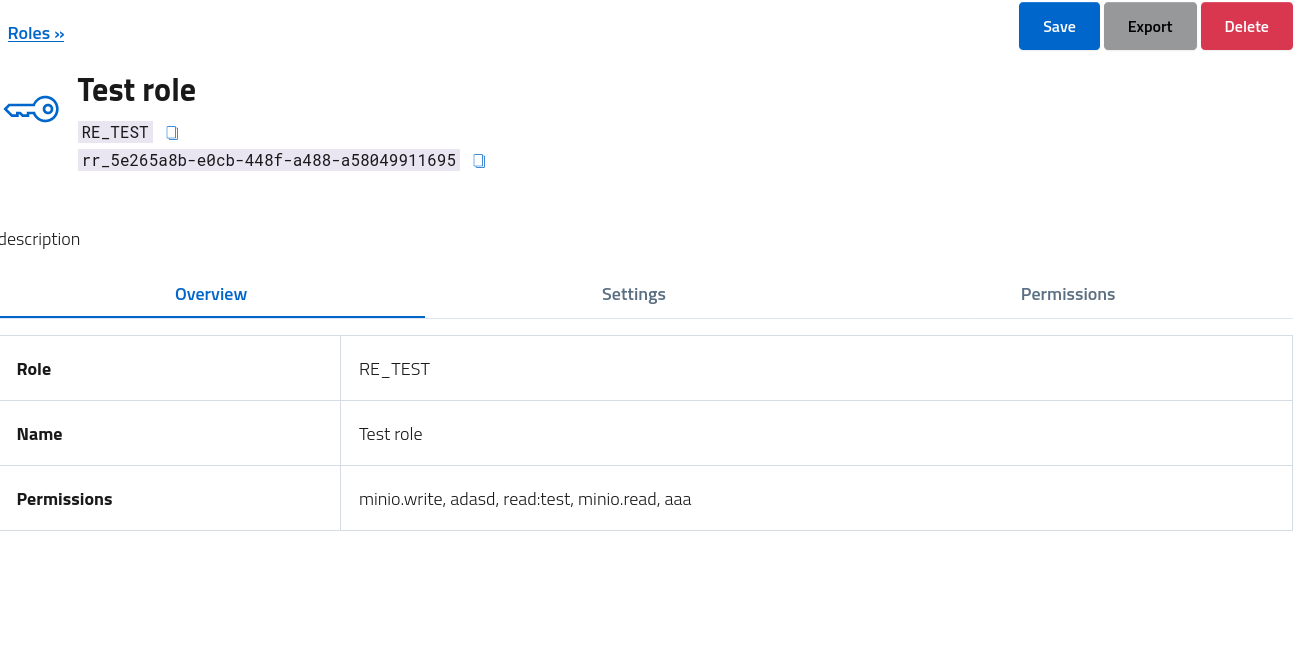 Roles »
Save Export Delete
Test role
RE_TEST
rr_5e265a8b-e0cb-448f-a488-a58049911695
description
Overview Settings Permissions
Role RE_TEST
Name Test role
Permissions minio.write, adasd, read:test, minio.read, aaa